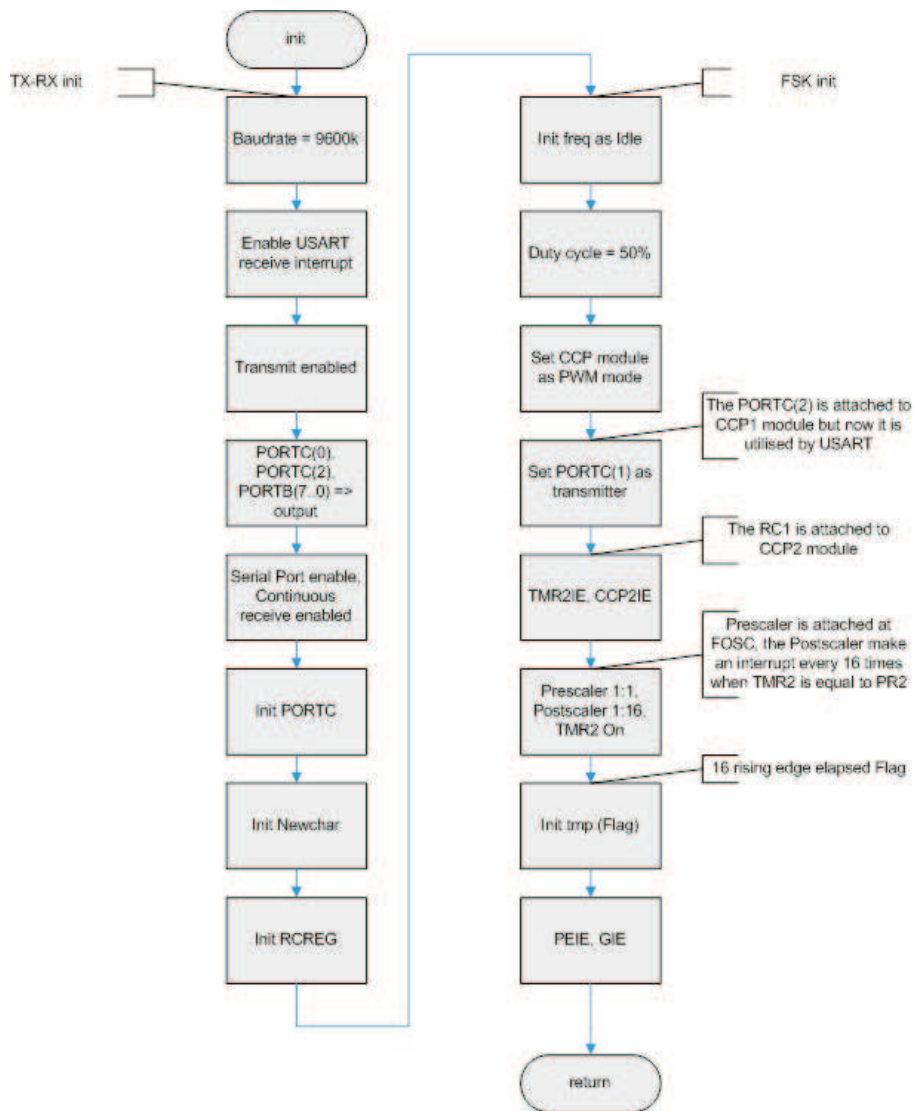 init
TX-RX init
Baudrate = 9600k
Enable USART
receive interrupt
Transmit enabled
PORTC(0),
PORTC(2),
PORTB(7..0) =>
output
Serial Port enable,
Continuous
receive enabled
Init PORTC
Init Newchar
Init RCREG
FSK init
Init freq as Idle
Duty cycle = 50%
Set CCP module
as PWM mode
The PORTC(2) is attached to
CCP1 module but now it is
utilised by USART
Set PORTC(1) as
transmitter
The RC1 is attached to
CCP2 module
TMR2IE, CCP2IE
Prescaler is attached at
FOSC, the Postscaler make
an interrupt every 16 times
when TMR2 is equal to PR2
Prescaler 1:1,
Postscaler 1:16,
TMR2 On
16 rising edge elapsed Flag
Init tmp (Flag)
PEIE, GIE
return